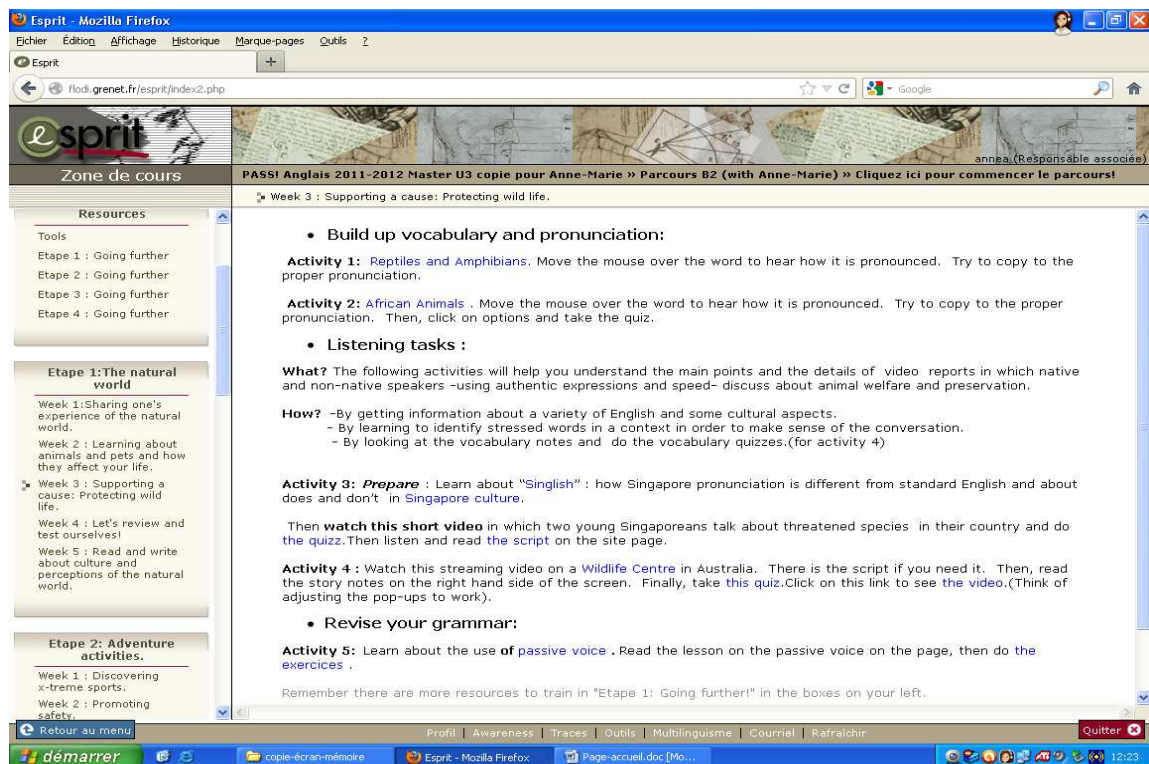 Esprit - Mozilla Firefox
Eichier Édition Affichage Historique Marque-pages Outils ?
Esprit
+
flodi.grenet.fr/esprit/index2.php
Google
esprit
annea (Responsable associée)
Zone de cours
PASS! Anglais 2011-2012 Master U3 copie pour Anne-Marie » Parcours B2 (with Anne-Marie) » Cliquez ici pour commencer le parcours!
Week 3 : Supporting a cause: Protecting wild life.
Resources
Tools
Etape 1 : Going further
Etape 2 : Going further
Etape 3 : Going further
Etape 4 : Going further
Etape 1:The natural
world
Week 1:Sharing one's
experience of the natural
world.
Week 2 : Learning about
animals and pets and how
they affect your life.
Week 3 : Supporting a
cause: Protecting wild
life.
Week 4 : Let's review and
test ourselves!
Week 5 : Read and write
about culture and
perceptions of the natural
world.
Etape 2: Adventure
activities.
Week 1 : Discovering
x-treme sports.
Week 2 : Promoting
safety.
• Build up vocabulary and pronunciation:
Activity 1: Reptiles and Amphibians. Move the mouse over the word to hear how it is pronounced. Try to copy to the
proper pronunciation.
Activity 2: African Animals . Move the mouse over the word to hear how it is pronounced. Try to copy to the proper
pronunciation. Then, click on options and take the quiz.
• Listening tasks :
What? The following activities will help you understand the main points and the details of video reports in which native
and non-native speakers -using authentic expressions and speed- discuss about animal welfare and preservation.
How? -By getting information about a variety of English and some cultural aspects.
- By learning to identify stressed words in a context in order to make sense of the conversation.
- By looking at the vocabulary notes and do the vocabulary quizzes.(for activity 4)
Activity 3: Prepare : Learn about "Singlish" : how Singapore pronunciation is different from standard English and about
does and don't in Singapore culture.
Then watch this short video in which two young Singaporeans talk about threatened species in their country and do
the quizz.Then listen and read the script on the site page.
Activity 4 : Watch this streaming video on a Wildlife Centre in Australia. There is the script if you need it. Then, read
the story notes on the right hand side of the screen. Finally, take this quiz.Click on this link to see the video.(Think of
adjusting the pop-ups to work).
• Revise your grammar:
Activity 5: Learn about the use of passive voice . Read the lesson on the passive voice on the page, then do the
exercices .
Remember there are more resources to train in "Etape 1: Going further!" in the boxes on your left.
Retour au menu
Profil | Awareness | Traces | Outils | Multilinguisme | Courriel | Rafraîchir
Quitter
démarrer
copie-écran-mémoire
Esprit - Mozilla Firefox
Page-accueil.doc [Mo...
12:23